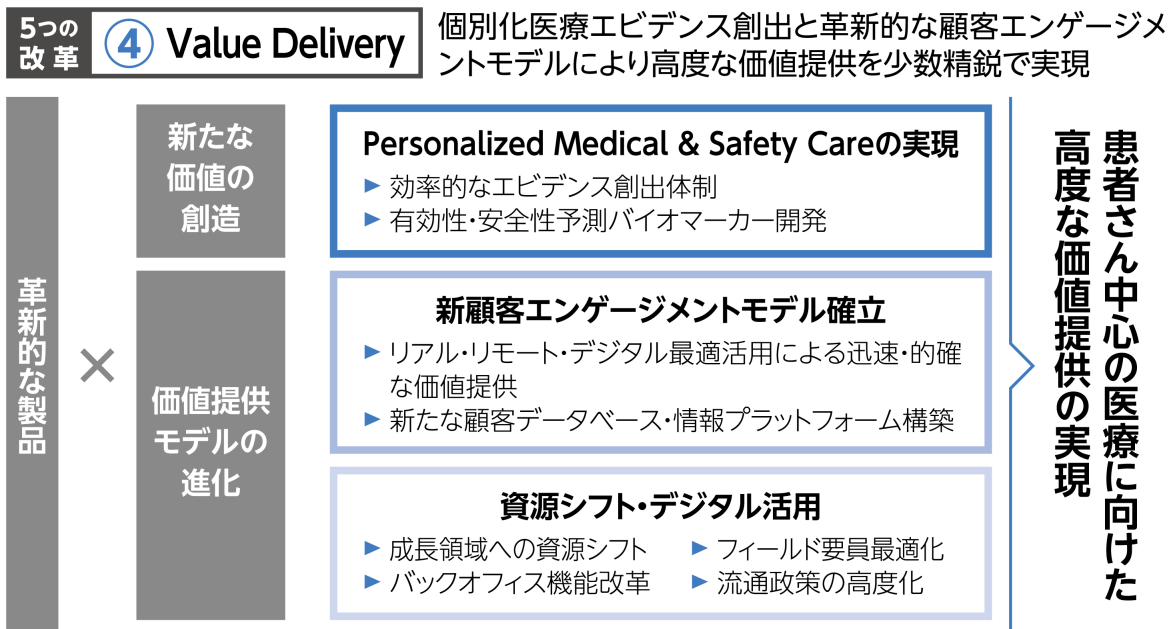 5つの
改革
④ Value Delivery
個別化医療エビデンス創出と革新的な顧客エンゲージメ
ントモデルにより高度な価値提供を少数精鋭で実現
革新的な製品
×
新たな
価値の
創造
Personalized Medical & Safety Careの実現
▶ 効率的なエビデンス創出体制
▶ 有効性・安全性予測バイオマーカー開発
価値提供
モデルの
進化
新顧客エンゲージメントモデル確立
▶ リアル・リモート・デジタル最適活用による迅速・的確
な価値提供
▶ 新たな顧客データベース・情報プラットフォーム構築
資源シフト・デジタル活用
▶ 成長領域への資源シフト
▶ フィールド要員最適化
▶ バックオフィス機能改革
▶ 流通政策の高度化
患者さん中心の医療に向けた
高度な価値提供の実現